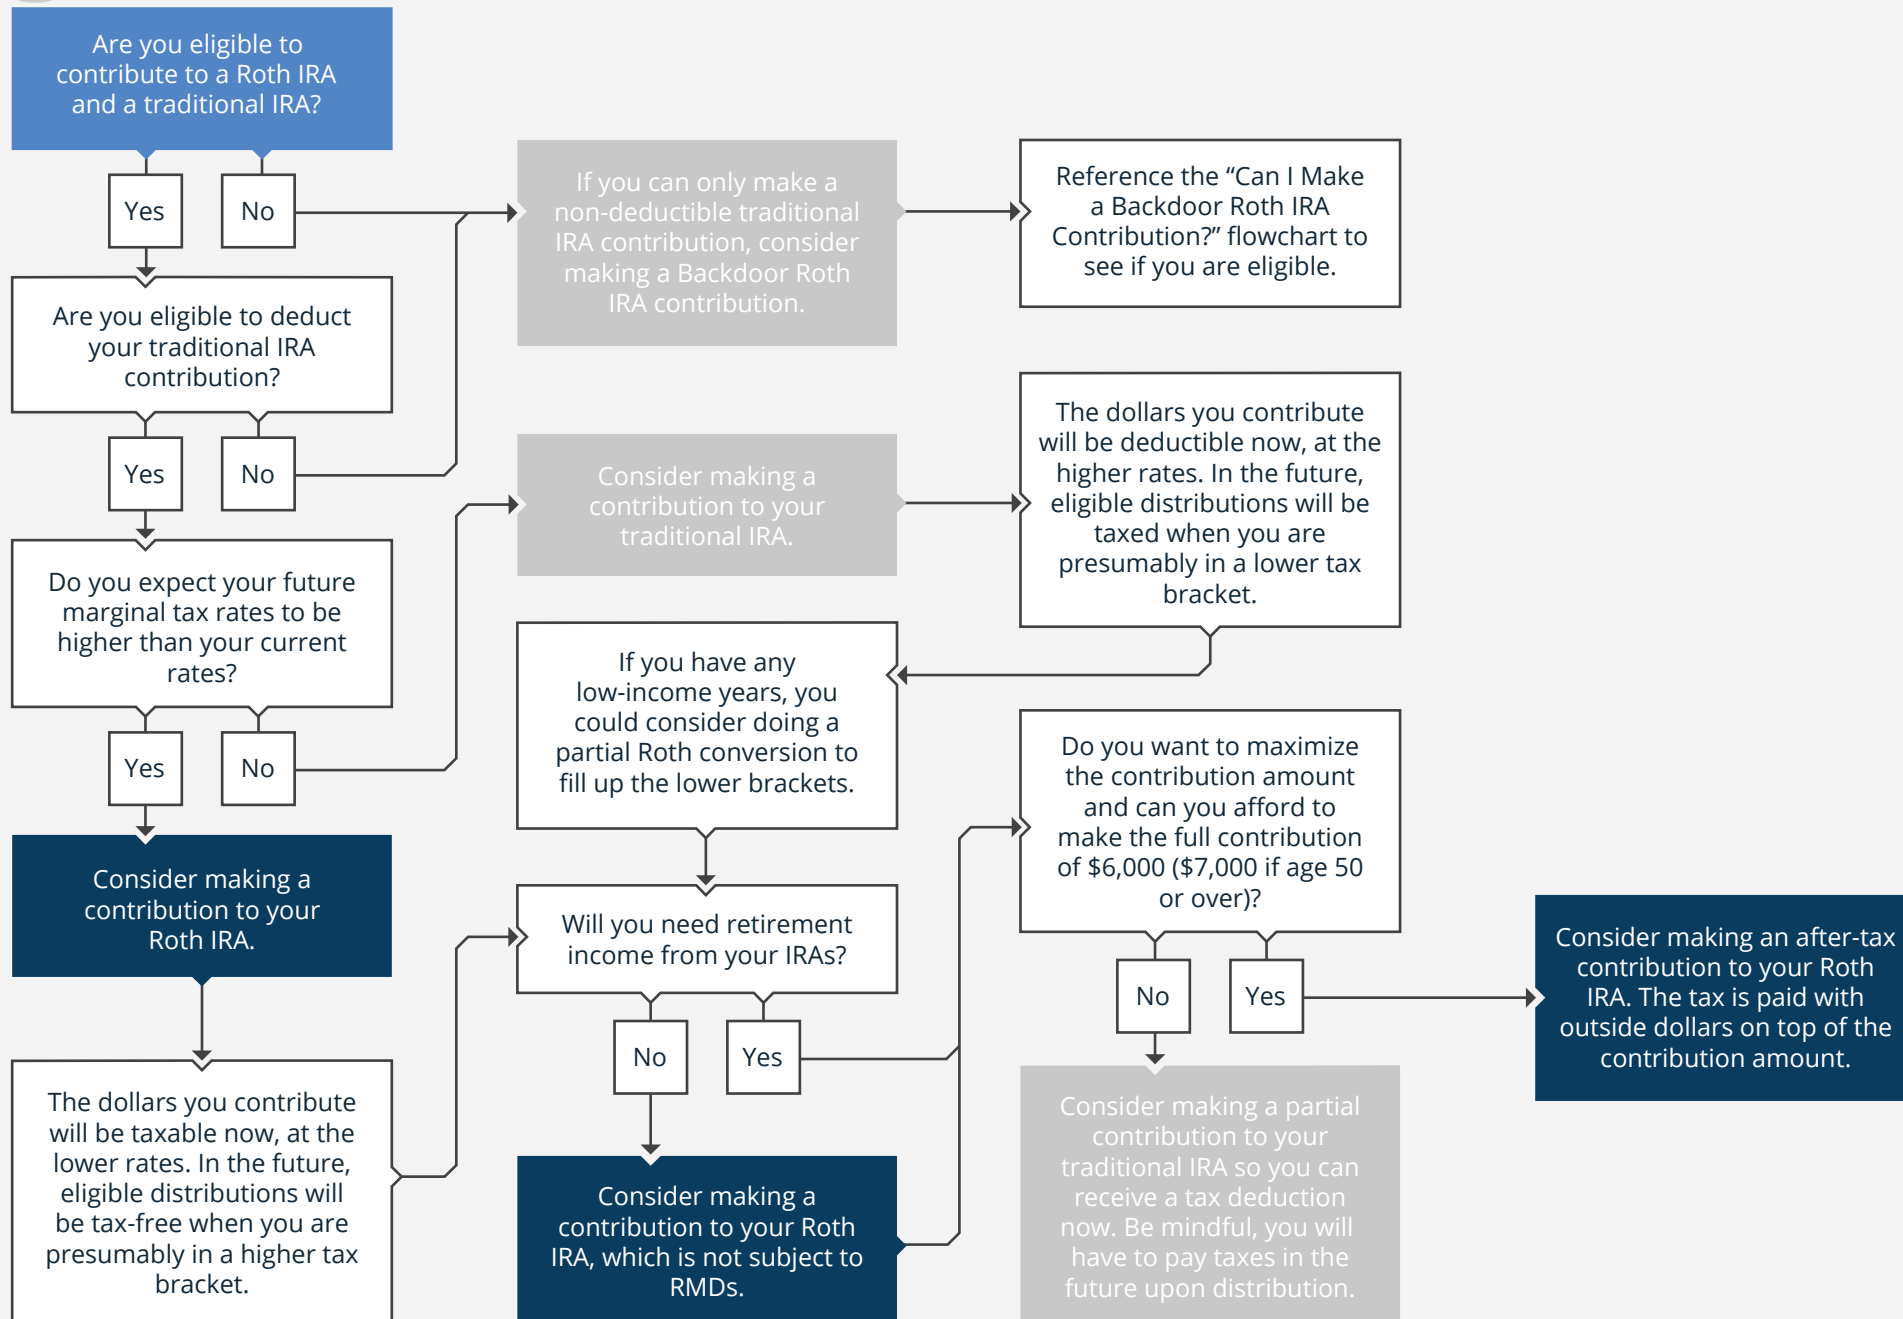 Are you eligible to
contribute to a Roth IRA
and a traditional IRA?
Yes
No
If you can only make a
non-deductible traditional
IRA contribution, consider
making a Backdoor Roth
IRA contribution.
Reference the “Can I Make
a Backdoor Roth IRA
Contribution?” flowchart to
see if you are eligible.
Are you eligible to deduct
your traditional IRA
contribution?
Yes
No
Consider making a
contribution to your
traditional IRA.
The dollars you contribute
will be deductible now, at the
higher rates. In the future,
eligible distributions will be
taxed when you are
presumably in a lower tax
bracket.
Do you expect your future
marginal tax rates to be
higher than your current
rates?
Yes
No
If you have any
low-income years, you
could consider doing a
partial Roth conversion to
fill up the lower brackets.
Do you want to maximize
the contribution amount
and can you afford to
make the full contribution
of $6,000 ($7,000 if age 50
or over)?
Consider making a
contribution to your
Roth IRA.
Will you need retirement
income from your IRAs?
No
Yes
No
Yes
Consider making an after-tax
contribution to your Roth
IRA. The tax is paid with
outside dollars on top of the
contribution amount.
The dollars you contribute
will be taxable now, at the
lower rates. In the future,
eligible distributions will
be tax-free when you are
presumably in a higher tax
bracket.
Consider making a
contribution to your Roth
IRA, which is not subject to
RMDs.
Consider making a partial
contribution to your
traditional IRA so you can
receive a tax deduction
now. Be mindful, you will
have to pay taxes in the
future upon distribution.